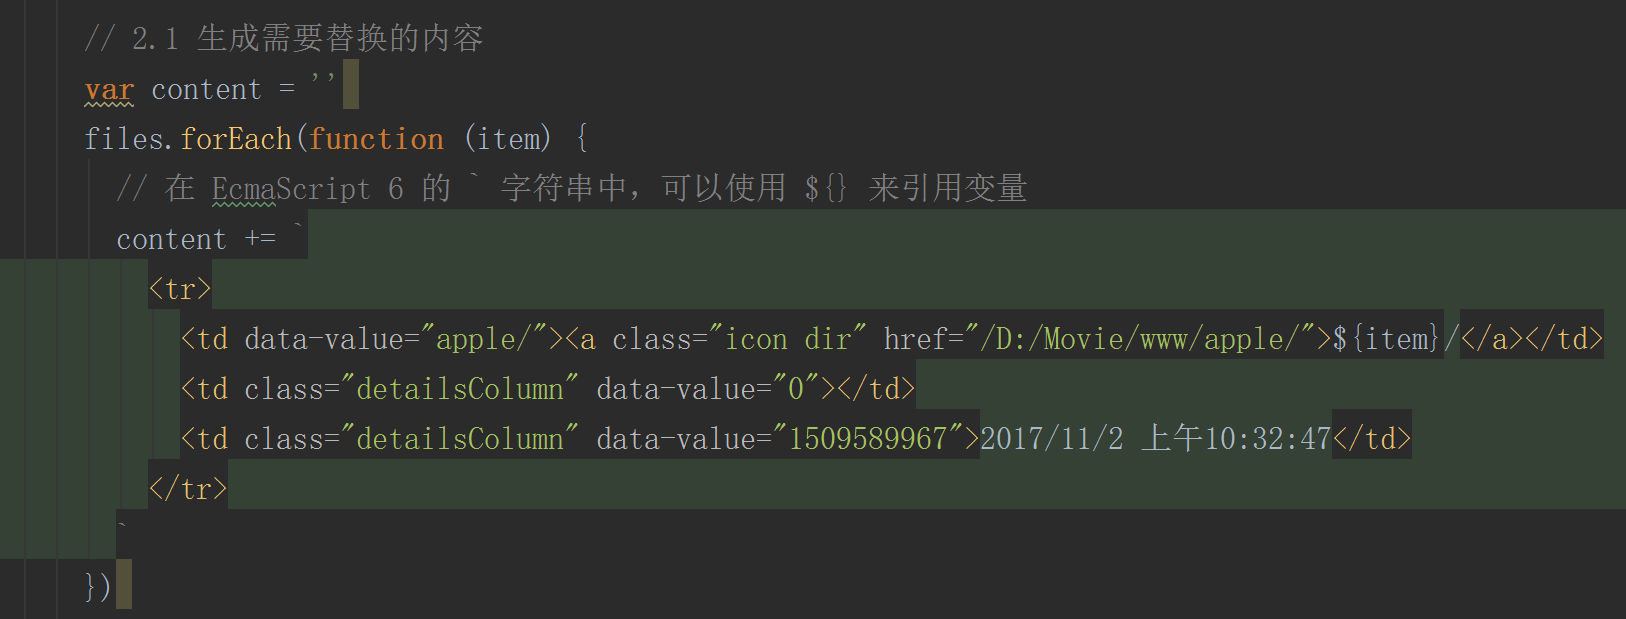 // 2.1 生成需要替换的内容
var content = ''
files.forEach(function (item) {
// 在 EcmaScript 6 的 ` 字符串中，可以使用 ${} 来引用变量
content += `
<tr>
<td data-value="apple/"><a class="icon dir" href="/D:/Movie/www/apple/">${item}/</a></td>
<td class="detailsColumn" data-value="0"></td>
<td class="detailsColumn" data-value="1509589967">2017/11/2 上午10:32:47</td>
</tr>
`
})